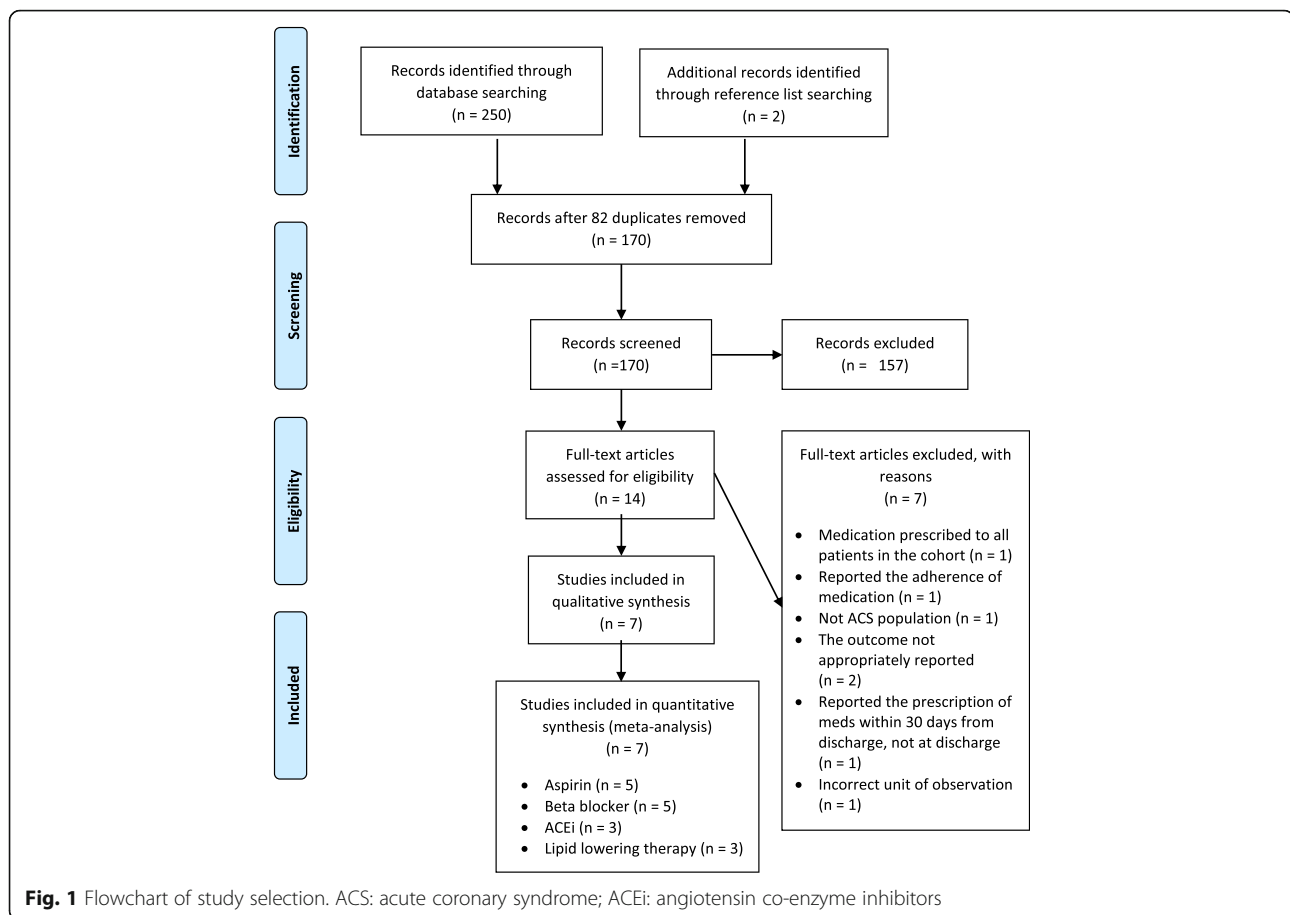 Identification
Records identified through
database searching
(n = 250)
Additional records identified
through reference list searching
(n = 2)
Records after 82 duplicates removed
(n = 170)
Screening
Records screened
(n =170)
Records excluded
(n =   157)
Eligibility
Full-text articles
assessed for eligibility
(n = 14)
Full-text articles excluded, with
reasons
(n = 7)
• Medication prescribed to all
patients in the cohort (n = 1)
• Reported the adherence of
medication (n = 1)
• Not ACS population (n = 1)
• The outcome not
appropriately reported
(n = 2)
• Reported the prescription of
meds within 30 days from
discharge, not at discharge
(n = 1)
• Incorrect unit of observation
(n = 1)
Studies included in
qualitative synthesis
(n = 7)
Included
Studies included in quantitative
synthesis (meta-analysis)
(n = 7)
• Aspirin (n = 5)
• Beta blocker (n = 5)
• ACEi (n = 3)
• Lipid lowering therapy (n = 3)
Fig. 1 Flowchart of study selection. ACS: acute coronary syndrome; ACEi: angiotensin co-enzyme inhibitors